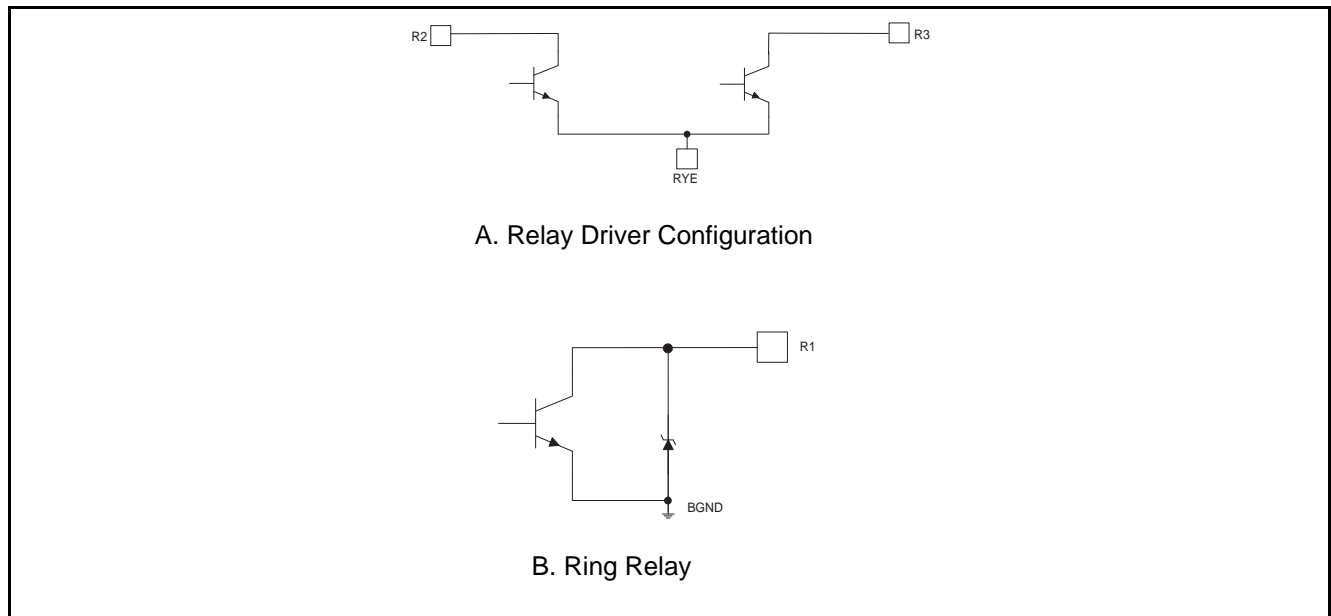 R2
R3
RYE
A. Relay Driver Configuration
R1
BGND
B. Ring Relay